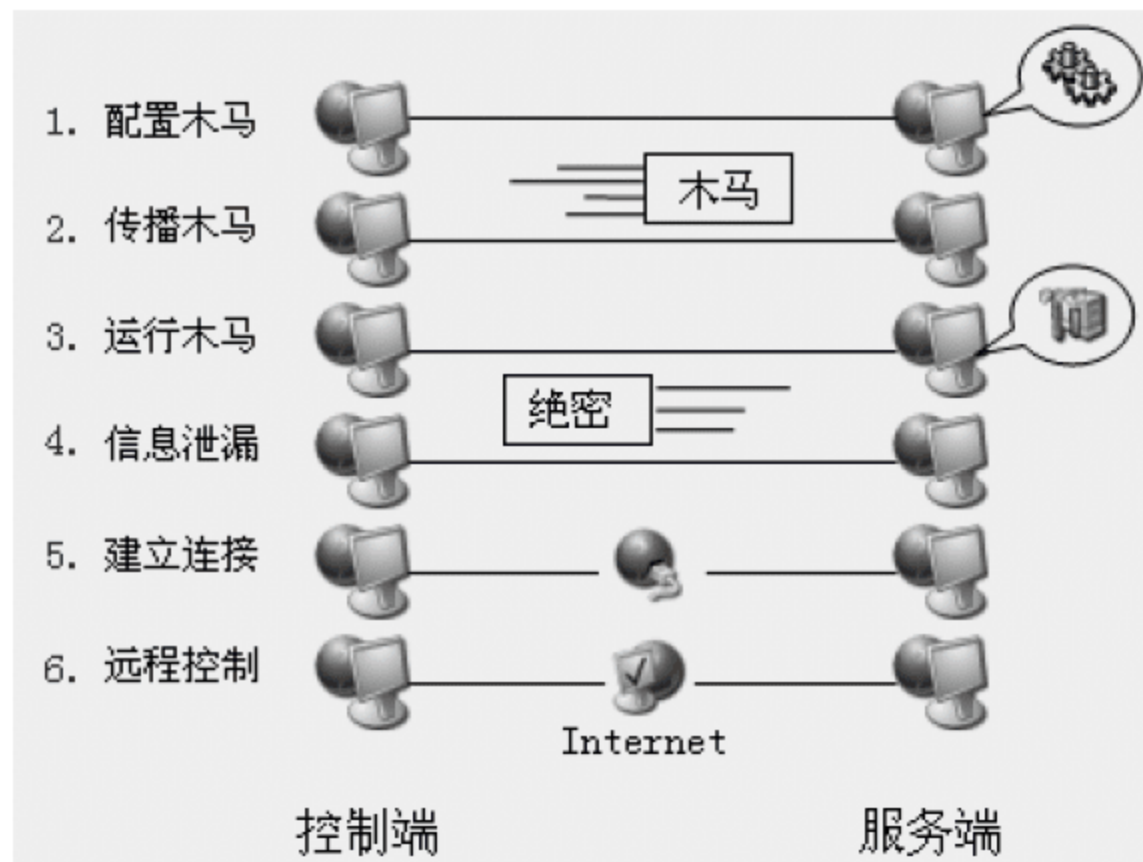 1. 配置木马
木马
2. 传播木马
3. 运行木马
绝密
4. 信息泄漏
5. 建立连接
6. 远程控制
Internet
控制端
服务端